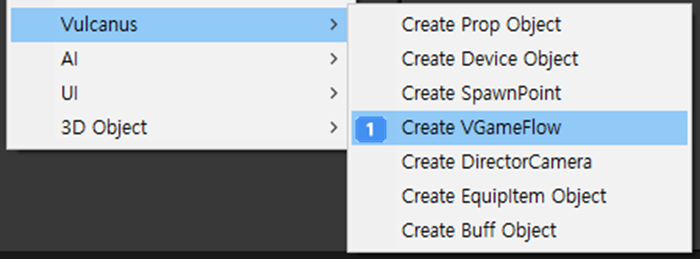 Vulcanus
AI
UI
3D Object
Create Prop Object
Create Device Object
Create SpawnPoint
1 Create VGameFlow
Create DirectorCamera
Create EquipItem Object
Create Buff Object